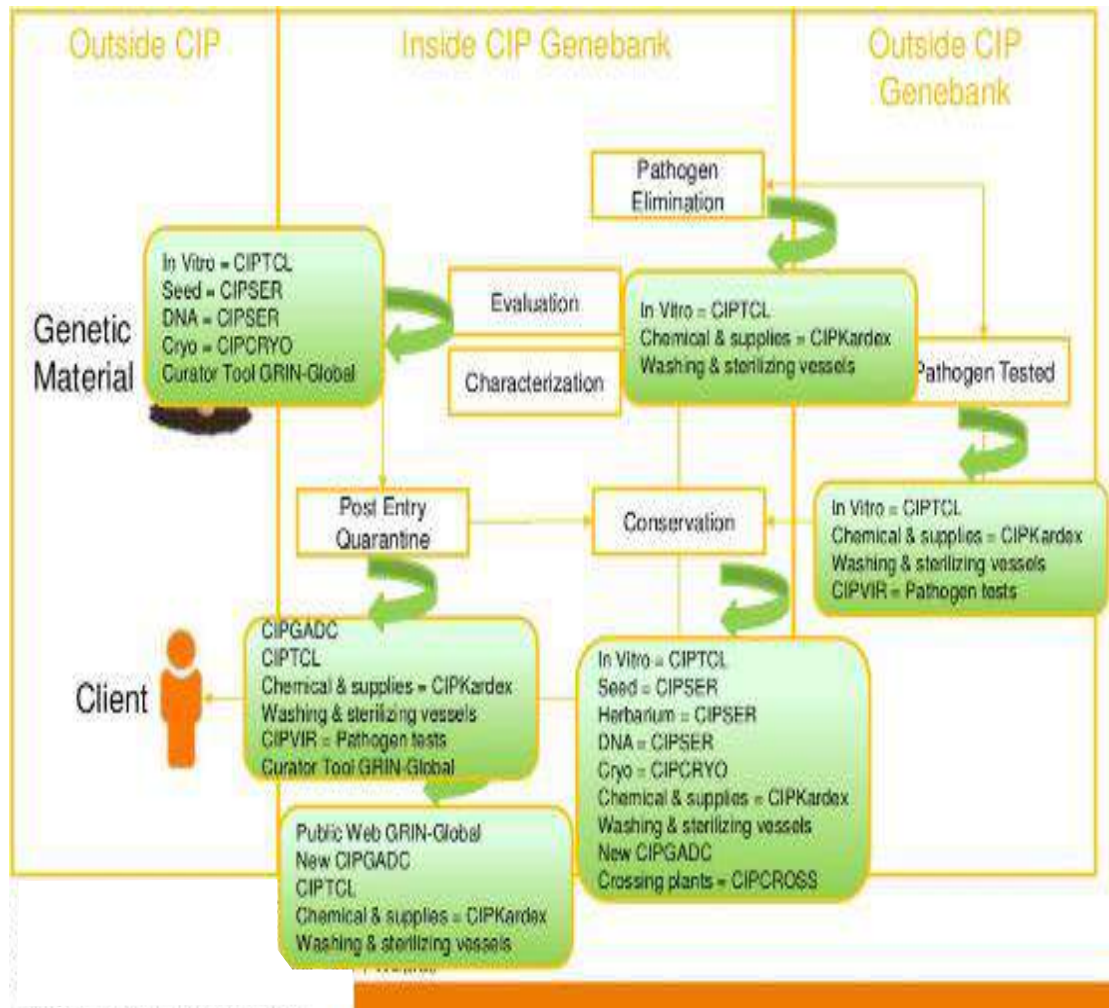 Outside CIP
Inside CIP Genebank
Outside CIP
Genebank
Pathogen
Elimination
Genetic
Material
In Vitro = CIPTCL
Seed = CIPSER
DNA = CIPSER
Cryo = CIPCRYO
Curator Tool GRIN-Global
Evaluation
Characterization
In Vitro = CIPTCL
Chemical & supplies = CIPKardex
Washing & sterilizing vessels
Pathogen Tested
Post Entry
Quarantine
Conservation
In Vitro = CIPTCL
Chemical & supplies = CIPKardex
Washing & sterilizing vessels
CIPVIR = Pathogen tests
Client
CIPGADC
CIPTCL
Chemical & supplies = CIPKardex
Washing & sterilizing vessels
CIPVIR = Pathogen tests
Curator Tool GRIN-Global
In Vitro = CIPTCL
Seed = CIPSER
Herbarium = CIPSER
DNA = CIPSER
Cryo = CIPCRYO
Chemical & supplies = CIPKardex
Washing & sterilizing vessels
New CIPGADC
Crossing plants = CIPCROSS
Public Web GRIN-Global
New CIPGADC
CIPTCL
Chemical & supplies = CIPKardex
Washing & sterilizing vessels